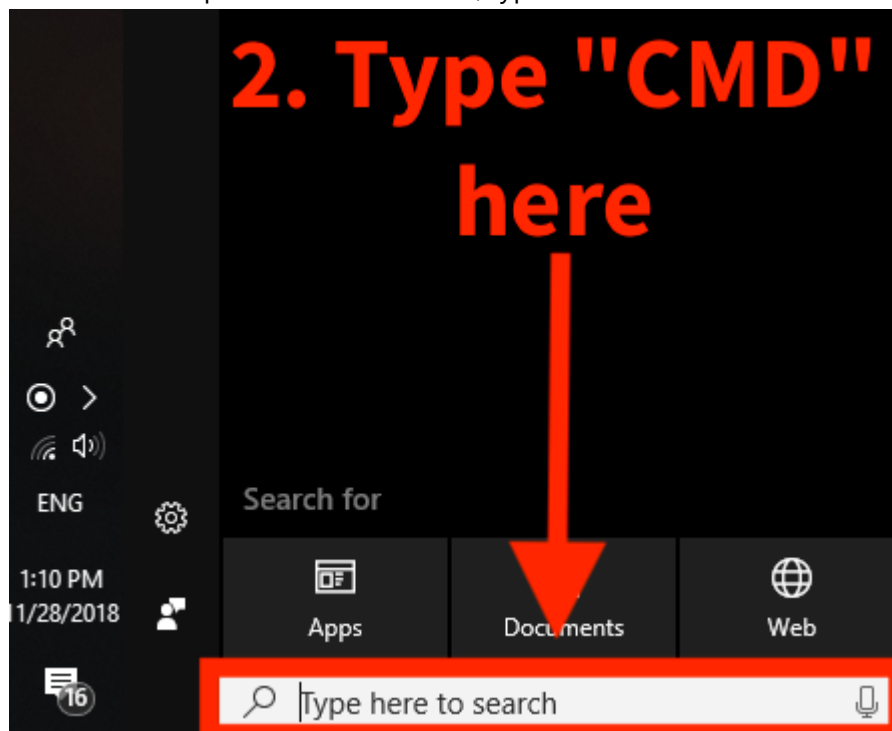 2. Type "CMD"
here
ENG
Search for
1:10 PM
11/28/2018
Apps
Documents
Web
16
Type here to search